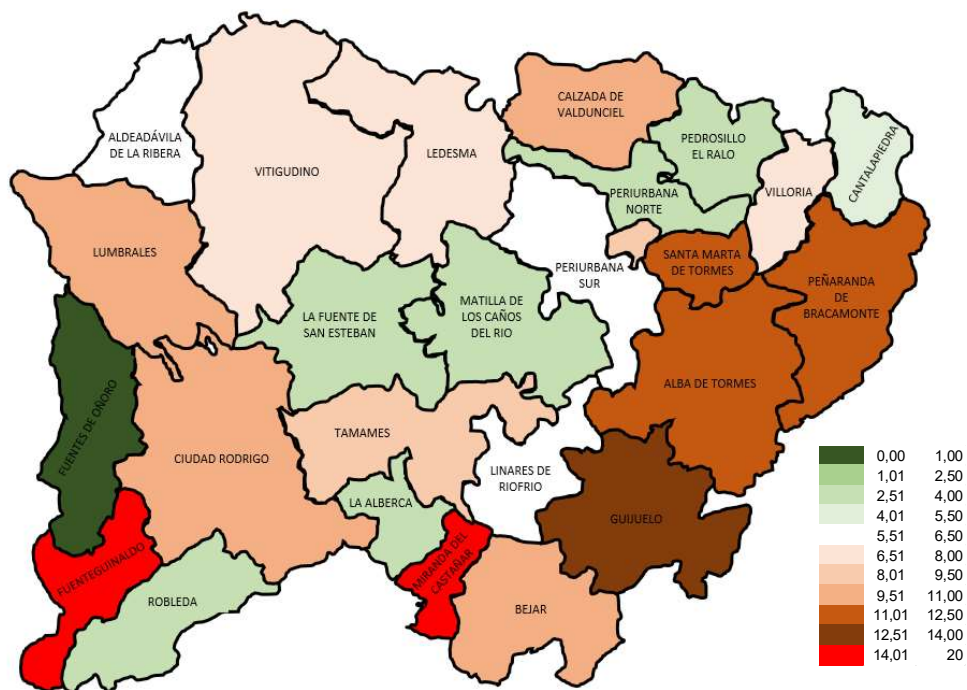 CALZADA DE
VALDUNCIEL
ALDEADÁVILA
DE LA RIBERA
PEDROSILLO
EL RALO
LEDESMA
VITIGUDINO
CANTALAPIEDRA
PERIURBANA
NORTE
VILLORIA
LUMBRALES
SANTA MARTA
DE TORMES
PERIURBANA
SUR
PEÑARANDA
DE
BRACAMONTE
LA FUENTE DE
SAN ESTEBAN
MATILLA DE
LOS CAÑOS
DEL RIO
ALBA DE TORMES
FUENTES DE OÑORO
TAMAMES
CIUDAD RODRIGO
LINARES DE
RIOFRIO
LA ALBERCA
GUIJUELO
FUENTEGUINALDO
MIRANDA DEL
CASTAÑAR
ROBLEDA
BEJAR
0,00 1,00
1,01 2,50
2,51 4,00
4,01 5,50
5,51 6,50
6,51 8,00
8,01 9,50
9,51 11,00
11,01 12,50
12,51 14,00
14,01 20